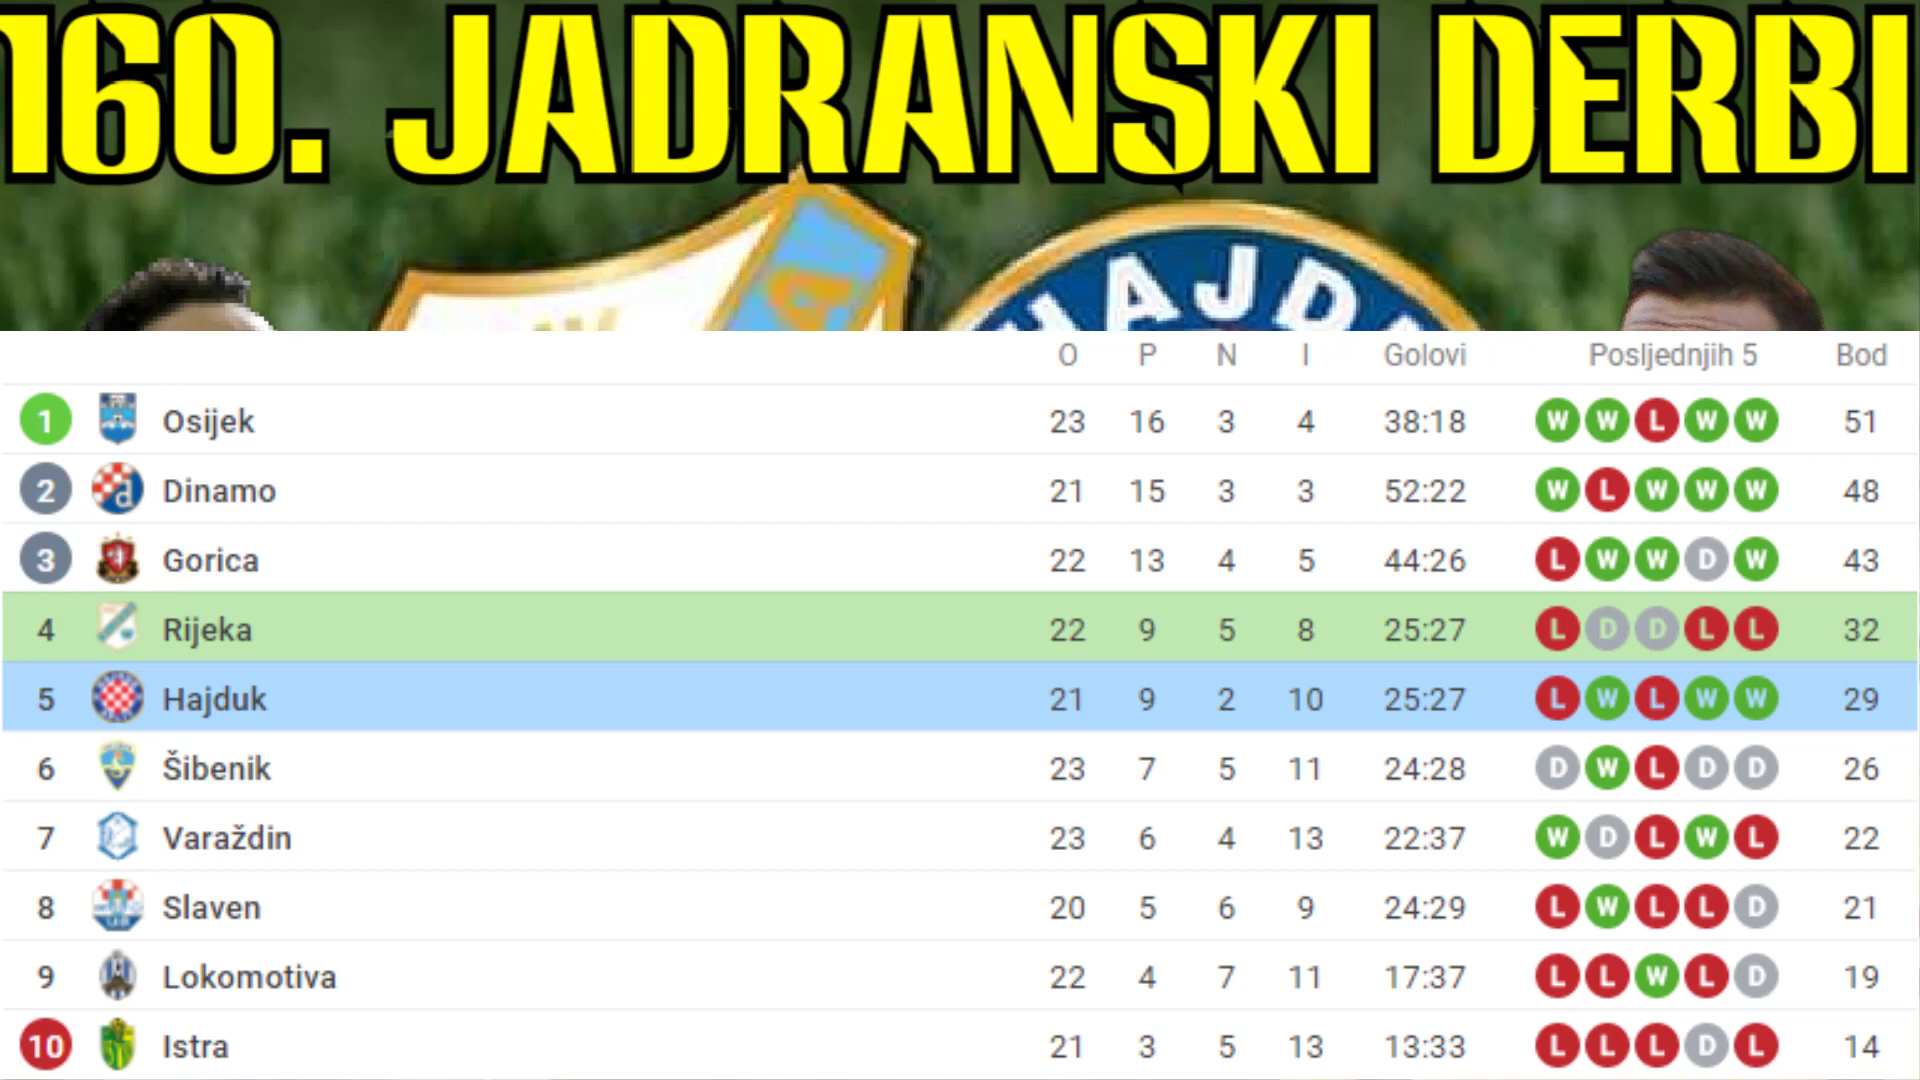 160. JADRANSKI DERBI
HAJD
O P N I Golovi Posljednjih 5 Bod
1 Osijek 23 16 3 4 38:18 W W L W W 51
2 Dinamo 21 15 3 3 52:22 W L W W W 48
3 Gorica 22 13 4 5 44:26 L W W D W 43
4 Rijeka 22 9 5 8 25:27 L D D L L 32
5 Hajduk 21 9 2 10 25:27 L W L W W 29
6 Šibenik 23 7 5 11 24:28 D W L D D 26
7 Varaždin 23 6 4 13 22:37 W D L W L 22
8 Slaven 20 5 6 9 24:29 L W L L D 21
9 Lokomotiva 22 4 7 11 17:37 L L W L D 19
10 Istra 21 3 5 13 13:33 L L L D L 14